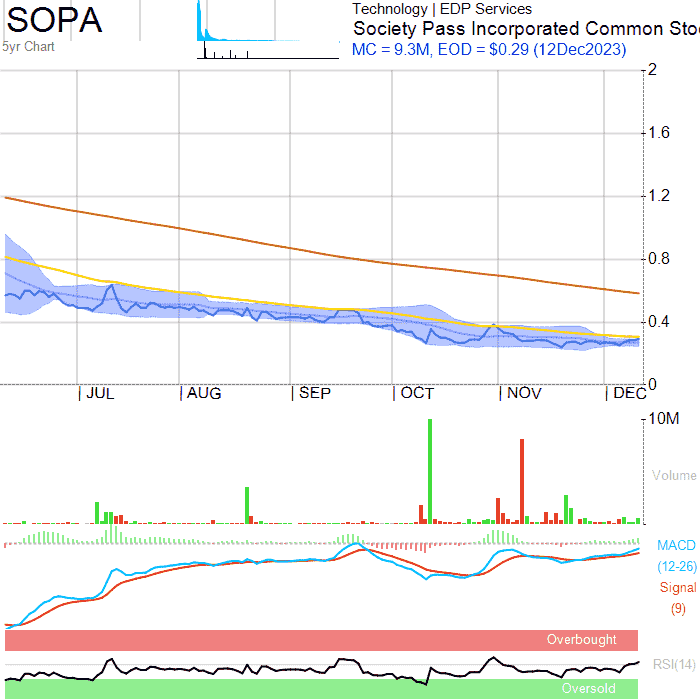 SOPA
5yr Chart
Technology | EDP Services
Society Pass Incorporated Common Sto
MC = 9.3M, EOD = $0.29 (12Dec2023)
2
1.6
1.2
0.8
0.4
0
JUL AUG SEP OCT NOV DEC
10M
Volume
MACD
(12-26)
Signal
(9)
Overbought
RSI(14)
Oversold